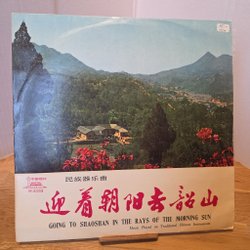 民族器乐曲
迎着朝阳去韶山
GOING TO SHAOSHAN IN THE RAYS OF THE MORNING SUN
Music Played on Traditional Chinese Instruments